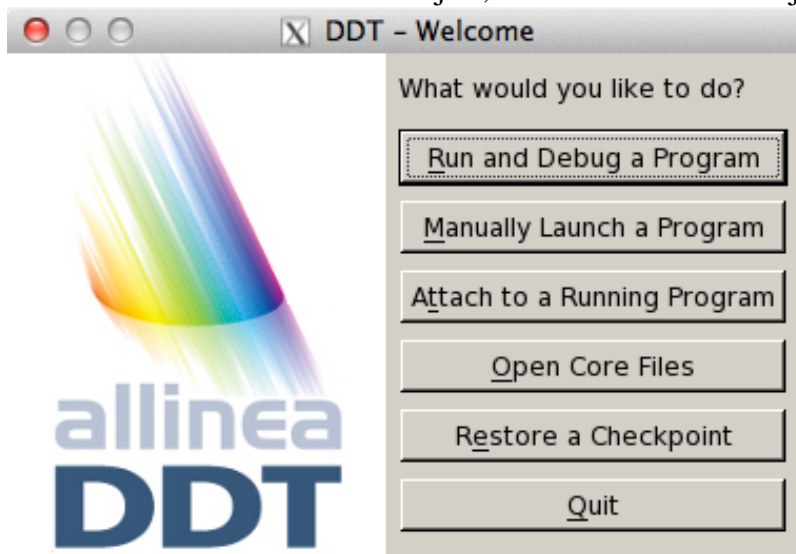 DDT – Welcome
What would you like to do?
Run and Debug a Program
Manually Launch a Program
Attach to a Running Program
Open Core Files
Restore a Checkpoint
Quit
allinea
DDT